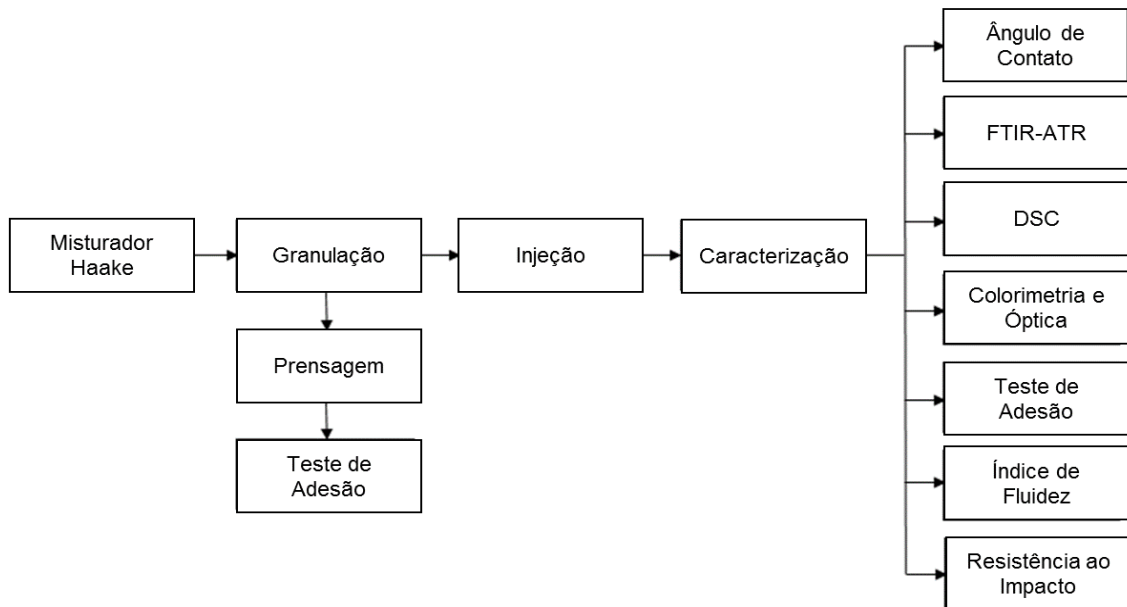 Misturador
Haake
Granulação
Injeção
Caracterização
Prensagem
Teste de
Adesão
Ângulo de
Contato
FTIR-ATR
DSC
Colorimetria e
Óptica
Teste de
Adesão
Índice de
Fluidez
Resistência ao
Impacto